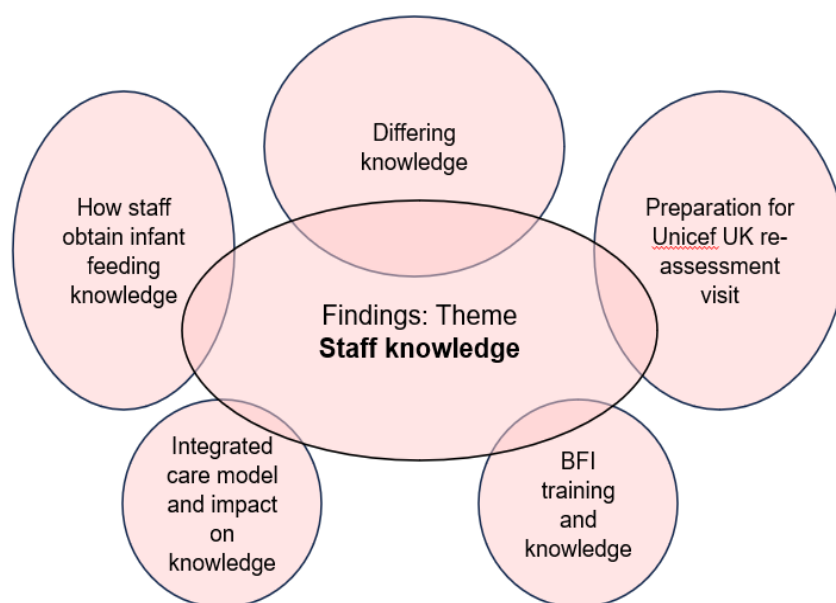 Differing
knowledge
How staff
obtain infant
feeding
knowledge
Preparation for
Unicef UK re-
assessment
visit
Findings: Theme
Staff knowledge
Integrated
care model
and impact
on
knowledge
BFI
training
and
knowledge